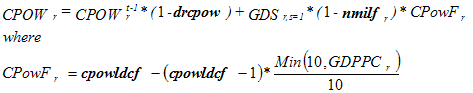 CPOW r = CPOW r t-1 * (1 - drcpow) + GDS r,s=1 * (1 - nmilf r) * CPowF r
where
CPowF r = cpowldcf - (cpowldcf - 1)* Min(10, GDPPC r) / 10